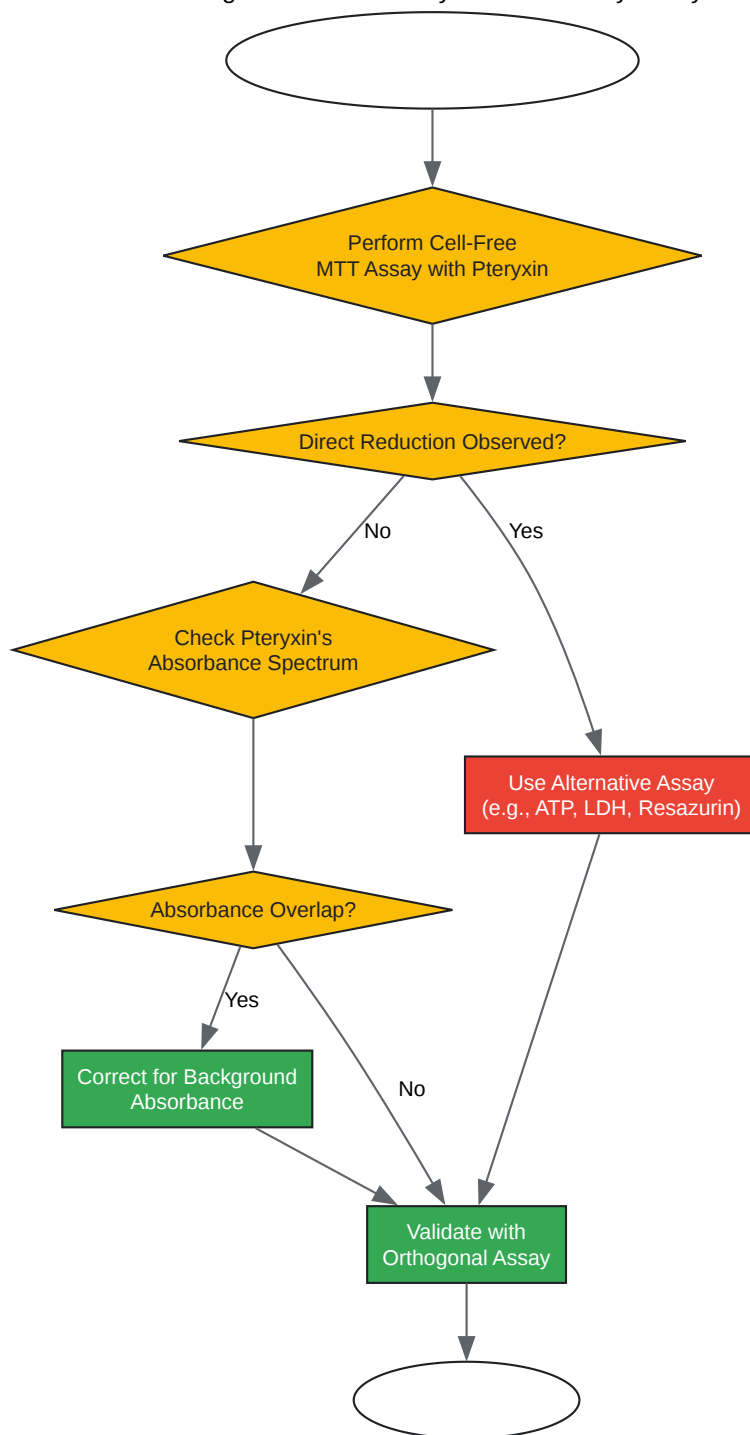 Perform Cell-Free
MTT Assay with Pteryxin
Direct Reduction Observed?
No
Yes
Check Pteryxin's
Absorbance Spectrum
Use Alternative Assay
(e.g., ATP, LDH, Resazurin)
Absorbance Overlap?
Yes
Correct for Background
Absorbance
No
Validate with
Orthogonal Assay